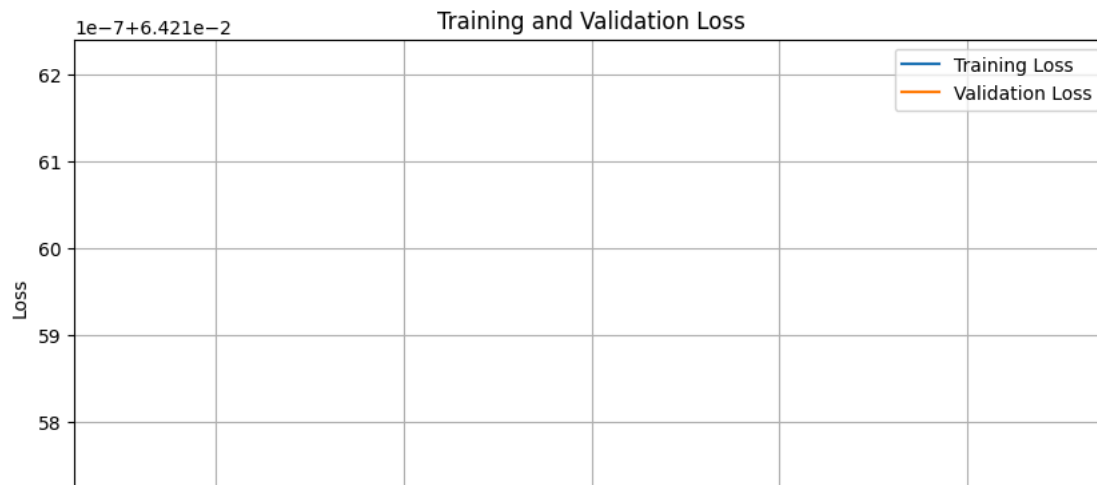 Training and Validation Loss
1e−7+6.421e−2
Training Loss
Validation Loss
62
61
60
59
58
Loss